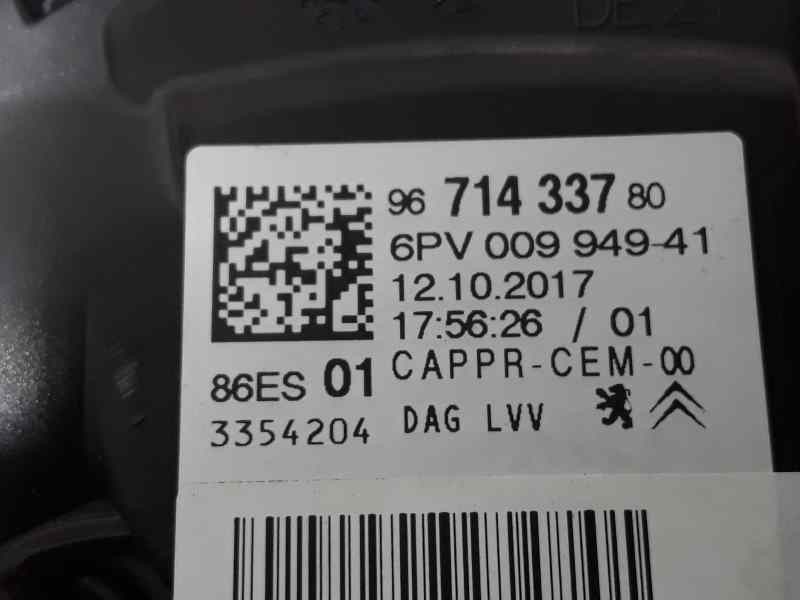 96 714 337 80
6PV 009 949-41
12.10.2017
17:56:26 / 01
86ES 01 CAPPR-CEM-00
3354204 DAG LVV